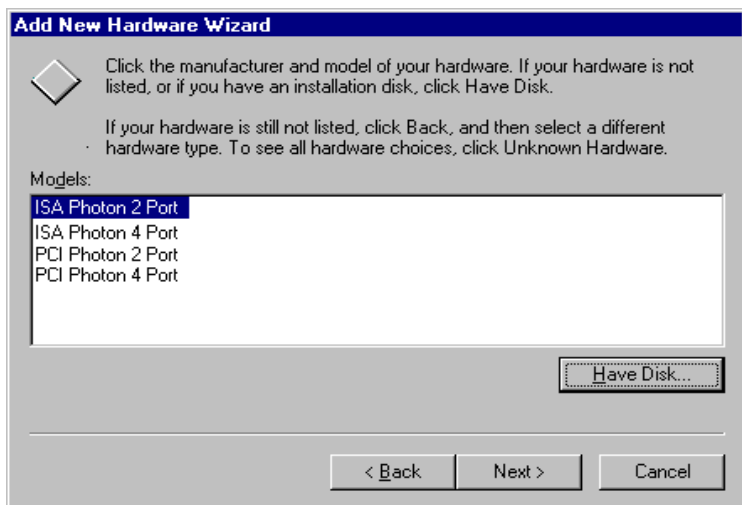 Add New Hardware Wizard
Click the manufacturer and model of your hardware. If your hardware is not
listed, or if you have an installation disk, click Have Disk.
If your hardware is still not listed, click Back, and then select a different
hardware type. To see all hardware choices, click Unknown Hardware.
Models:
ISA Photon 2 Port
ISA Photon 4 Port
PCI Photon 2 Port
PCI Photon 4 Port
Have Disk...
< Back
Next >
Cancel